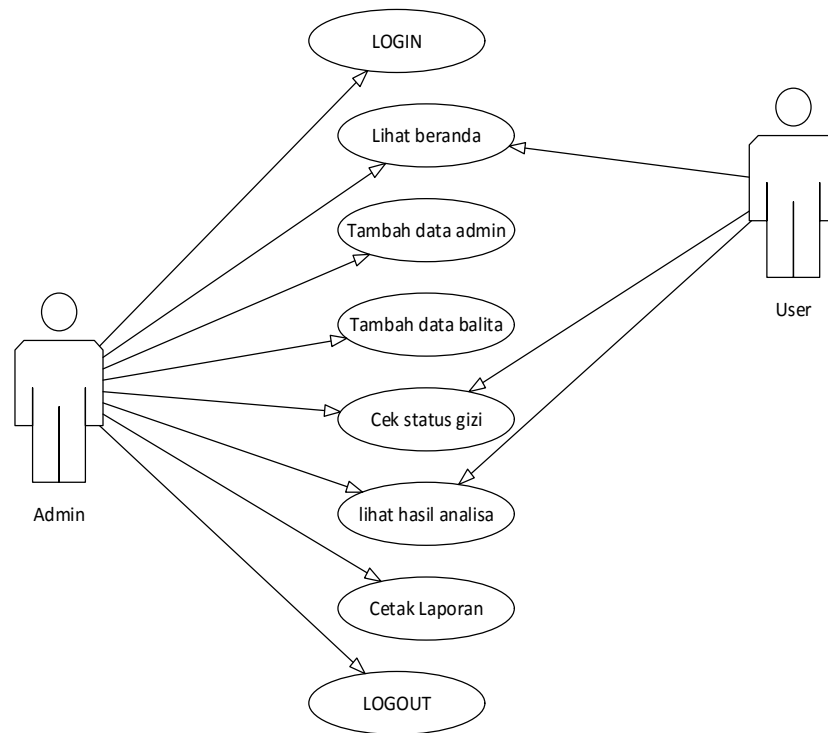 LOGIN
Lihat beranda
Tambah data admin
Tambah data balita
Cek status gizi
lihat hasil analisa
Cetak Laporan
LOGOUT
Admin
User